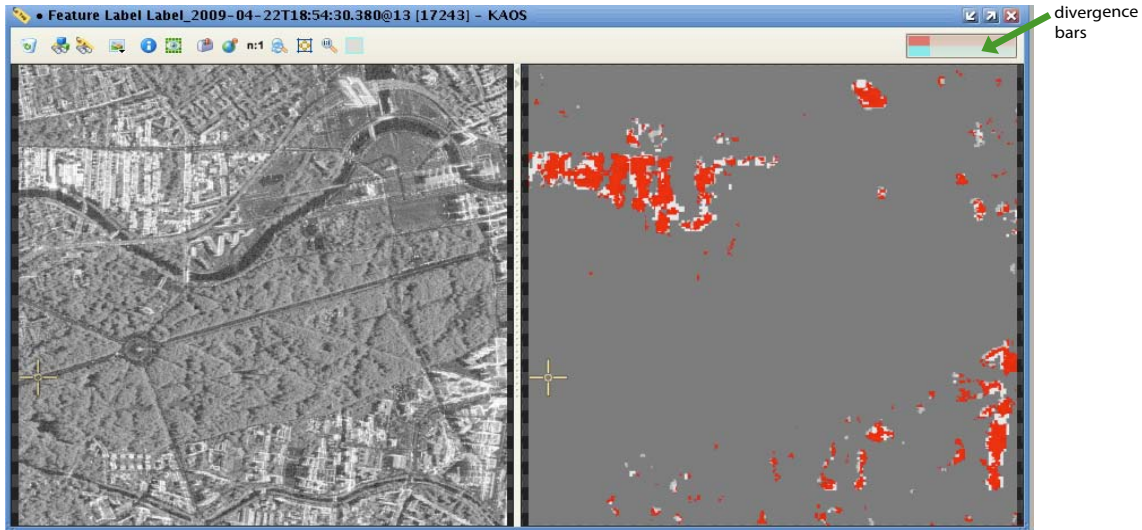 ● Feature Label Label_2009-04-22T18:54:30.380@13 [17243] - KAOS
divergence
bars
n:1